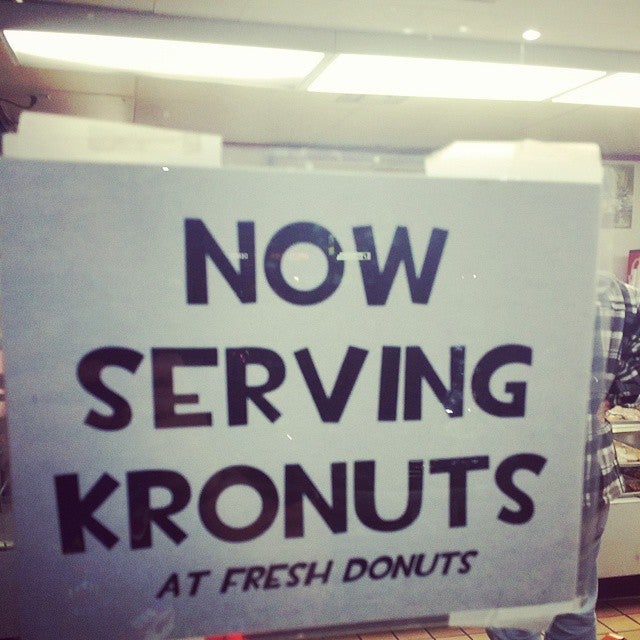 NOW
SERVING
KRONUTS
AT FRESH DONUTS